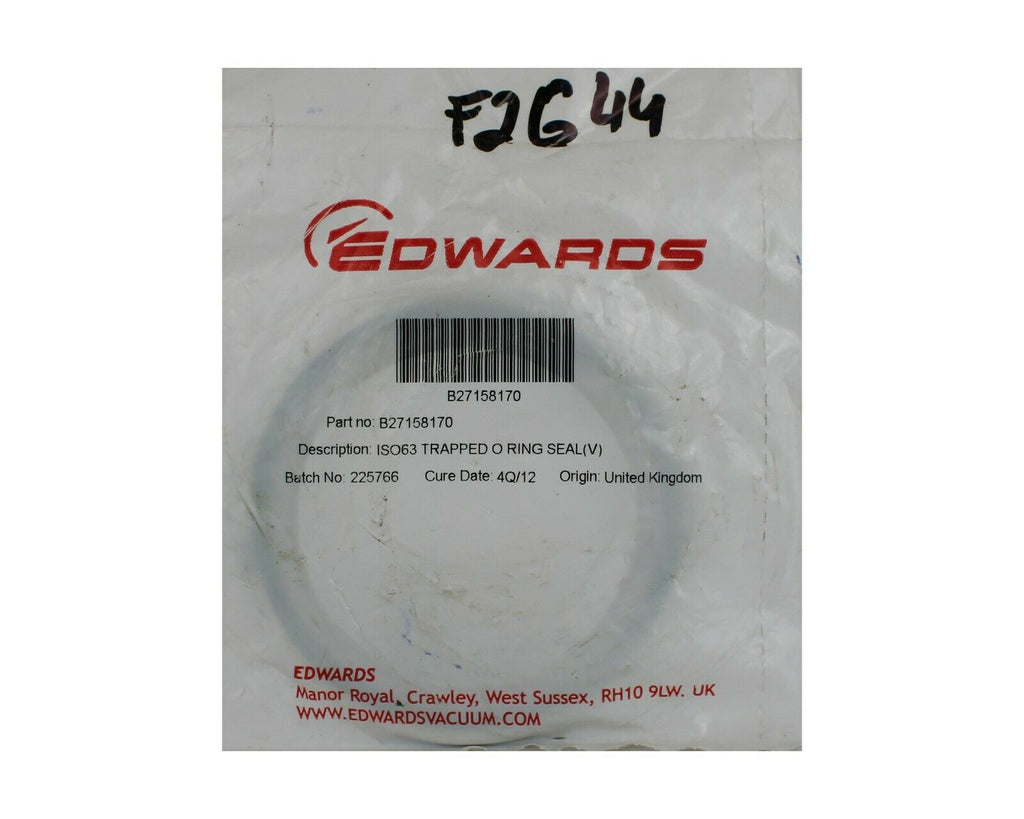 F2G44
EDWARDS
B27158170
Part no: B27158170
Description: ISO63 TRAPPED O RING SEAL(V)
Batch No: 225766 Cure Date: 4Q/12 Origin: United Kingdom
EDWARDS
Manor Royal, Crawley, West Sussex, RH10 9LW. UK
WWW.EDWARDSVACUUM.COM